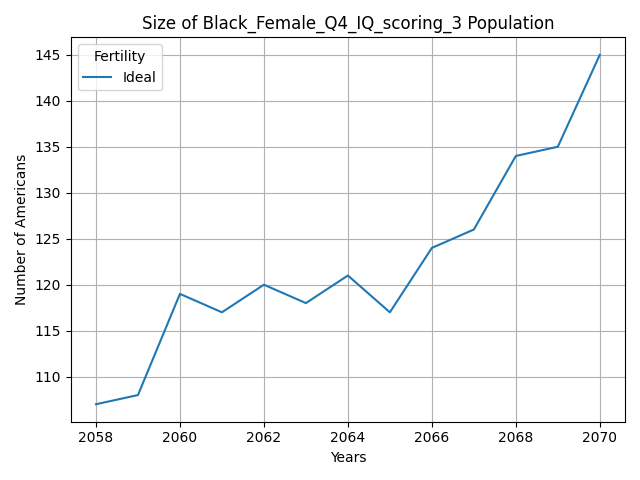 Size of Black_Female_Q4_IQ_scoring_3 Population
Fertility
Ideal
Number of Americans
145
140
135
130
125
120
115
110
2058 2060 2062 2064 2066 2068 2070
Years